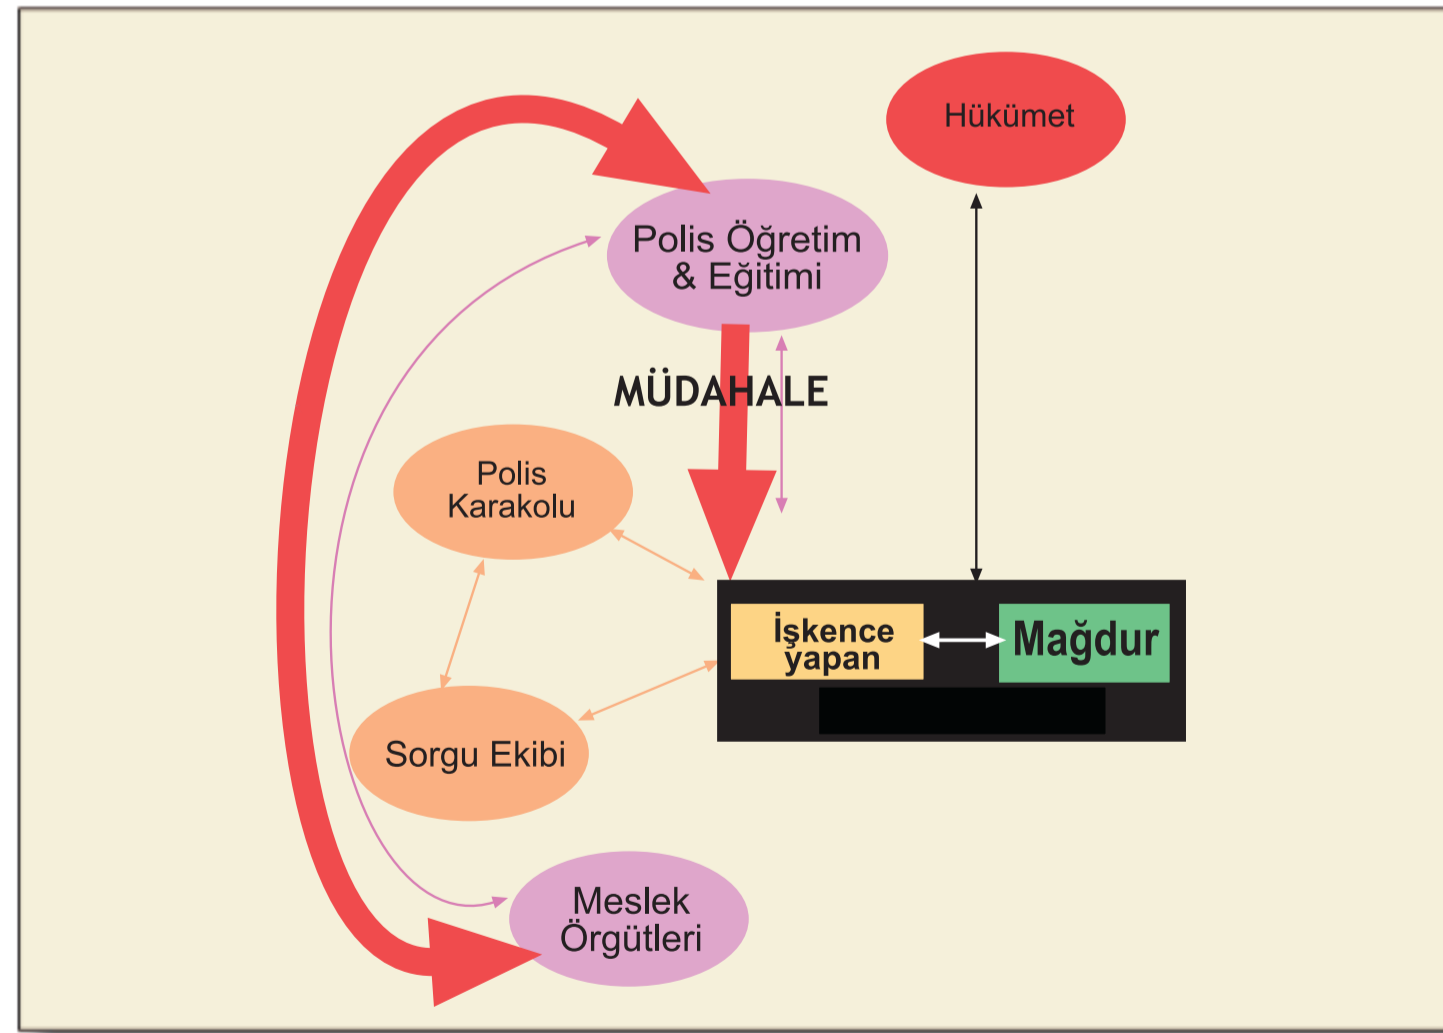 Hükümet
Polis Öğretim
& Eğitimi
MÜDAHALE
Polis
Karakolu
İşkence
yapan
Mağdur
Sorgu Ekibi
Meslek
Örgütleri